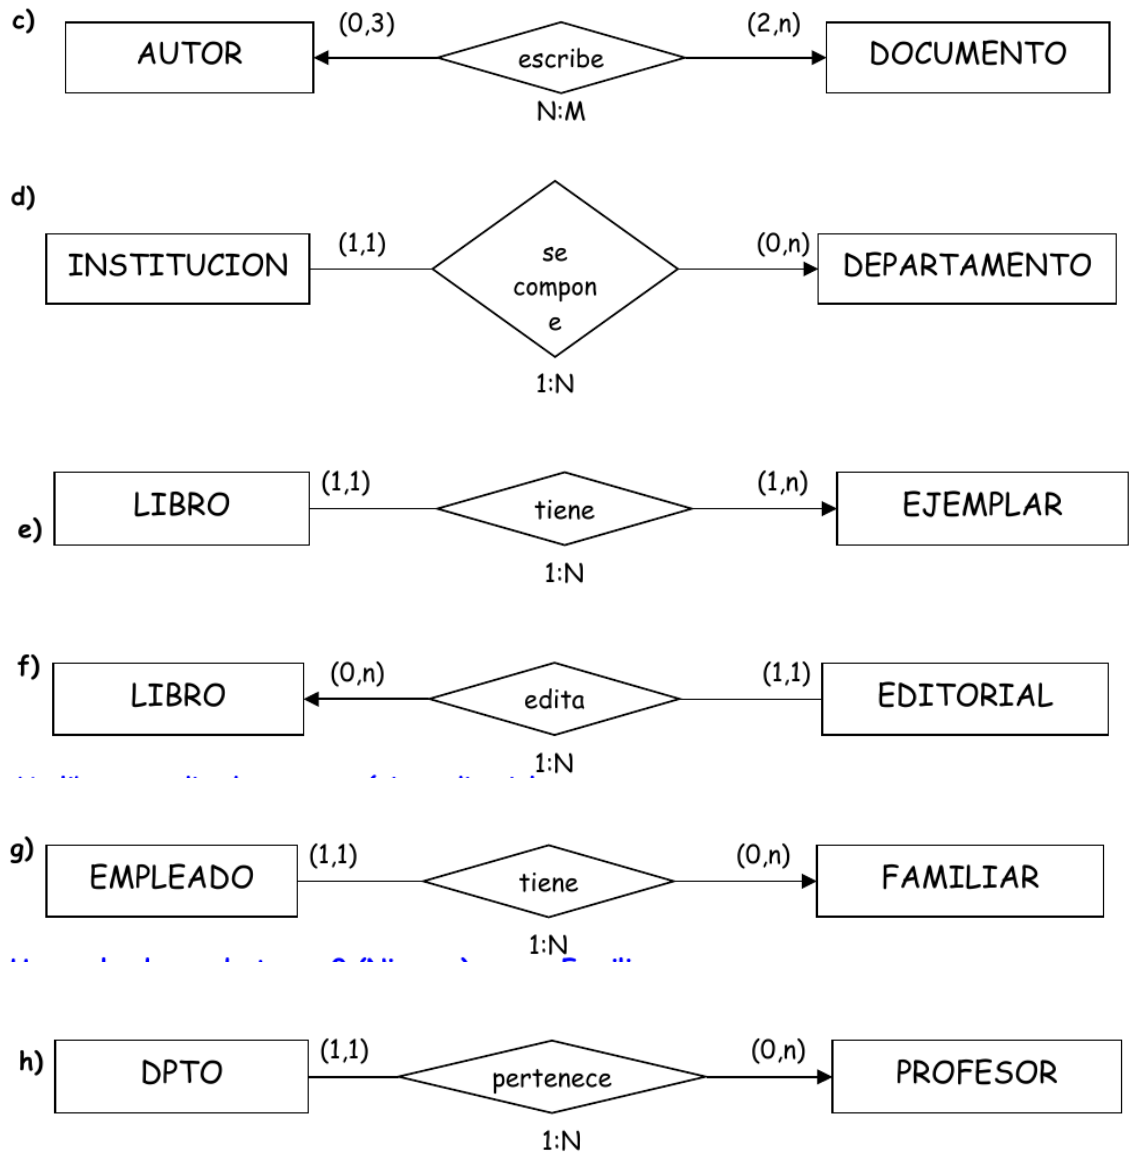 c)
AUTOR (0,3) escribe (2,n) DOCUMENTO
N:M
d)
INSTITUCION (1,1) se (0,n) DEPARTAMENTO
compon
e
1:N
e)
LIBRO (1,1) tiene (1,n) EJEMPLAR
1:N
f)
LIBRO (0,n) edita (1,1) EDITORIAL
1:N
g)
EMPLEADO (1,1) tiene (0,n) FAMILIAR
1:N
h)
DPTO (1,1) pertenece (0,n) PROFESOR
1:N